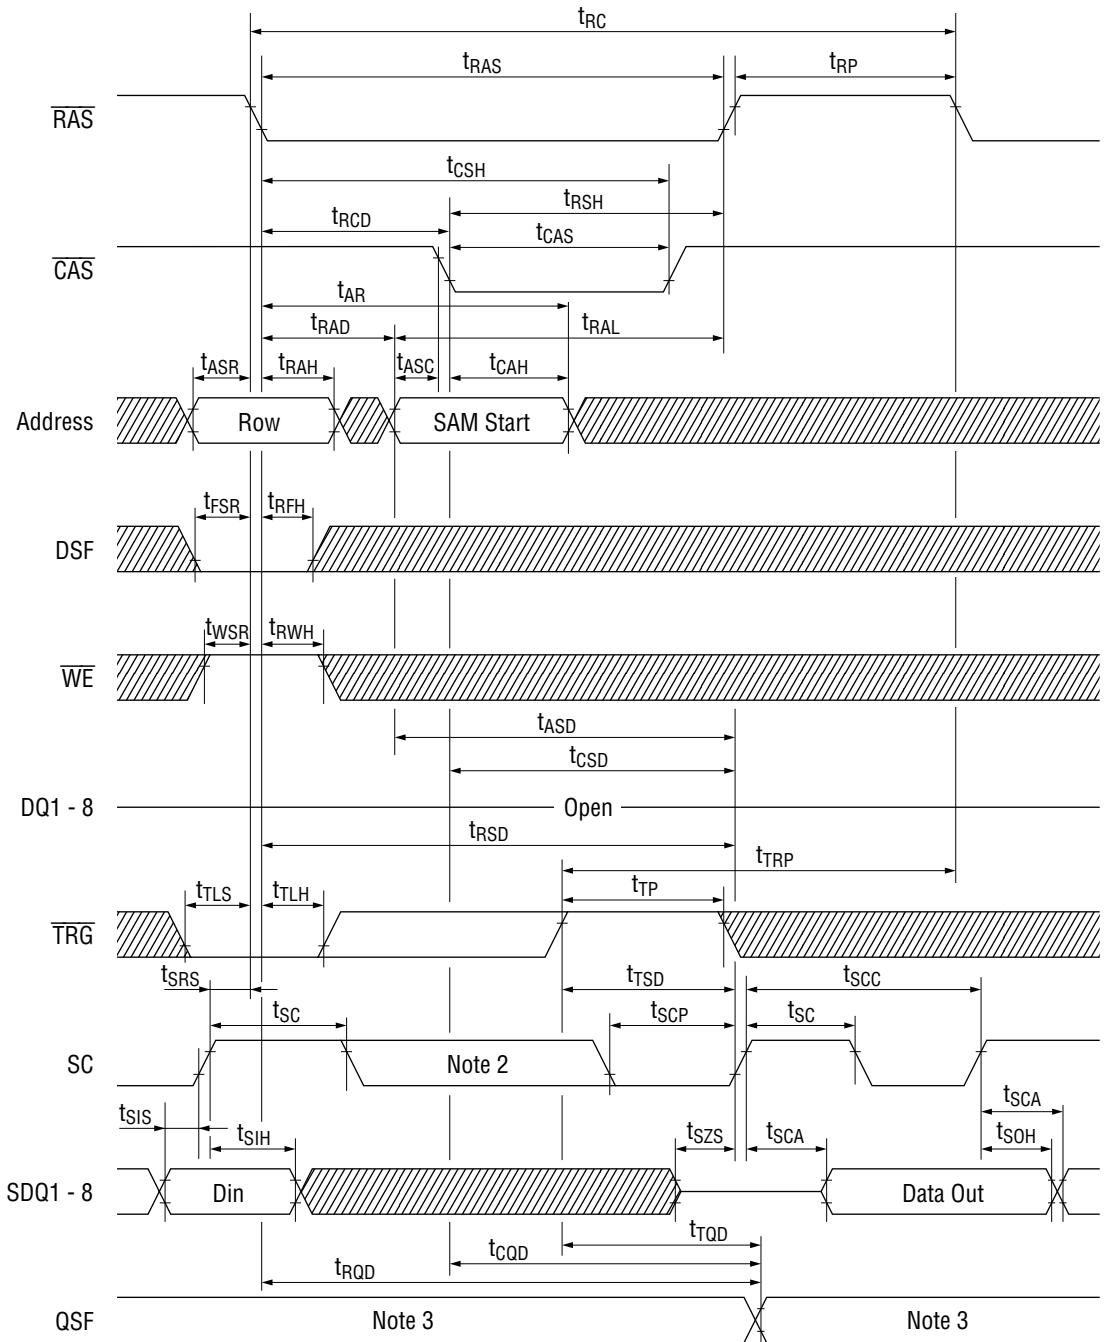 tRC
tRAS
tRP
RAS
tCSH
tRSH
tRCD
tCAS
CAS
tAR
tRAD
tRAL
tASR
tRAH
tASC
tCAH
Address
Row
SAM Start
tFSR
tRFH
DSF
tWSR
tRWH
WE
tASD
tCSD
DQ1 - 8
Open
tRSD
tTRP
tTP
tTLS
tTLH
TRG
tSRS
tTSD
tSCC
tSC
tSCP
tSC
SC
Note 2
tSIS
tSCA
tSIH
tSZS
tSCA
tSOH
SDQ1 - 8
Din
Data Out
tTQD
tCQD
tRQD
QSF
Note 3
Note 3